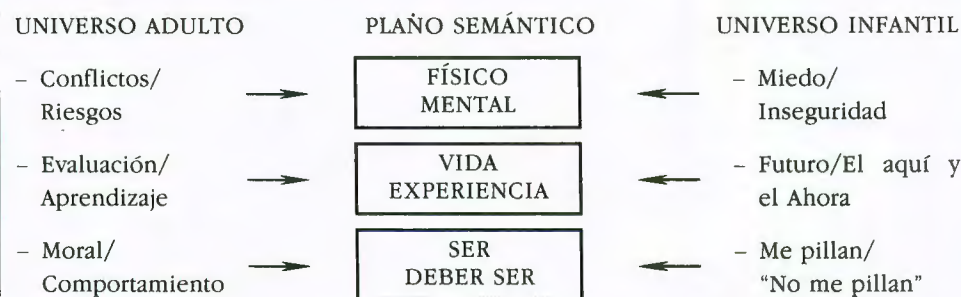 UNIVERSO ADULTO
PLAÑO SEMÁNTICO
UNIVERSO INFANTIL
– Conflictos/
Riesgos
FÍSICO
MENTAL
– Miedo/
Inseguridad
– Evaluación/
Aprendizaje
VIDA
EXPERIENCIA
– Futuro/El aquí y
el Ahora
– Moral/
Comportamiento
SER
DEBER SER
– Me pillan/
“No me pillan”